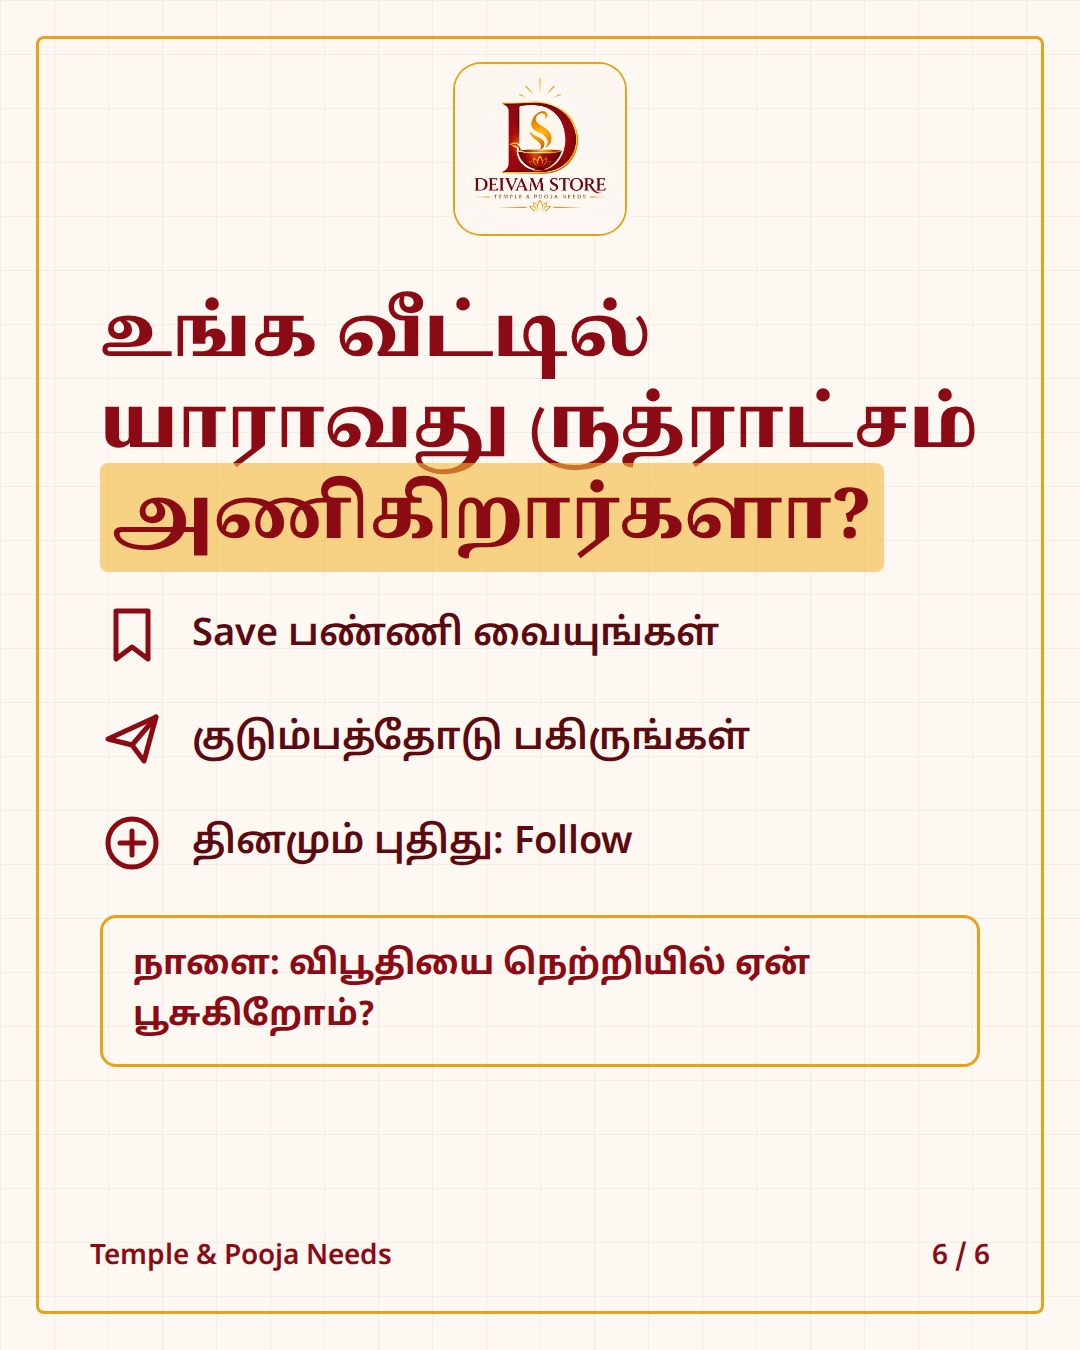 DEIVAM STORE
TEMPLE & POOJA NEEDS
உங்க வீட்டில்
யாராவது ருத்ராட்சம்
அணிகிறார்களா?
Save பண்ணி வையுங்கள்
குடும்பத்தோடு பகிருங்கள்
தினமும் புதிது: Follow
நாளை: விபூதியை நெற்றியில் ஏன்
பூசுகிறோம்?
Temple & Pooja Needs
6 / 6